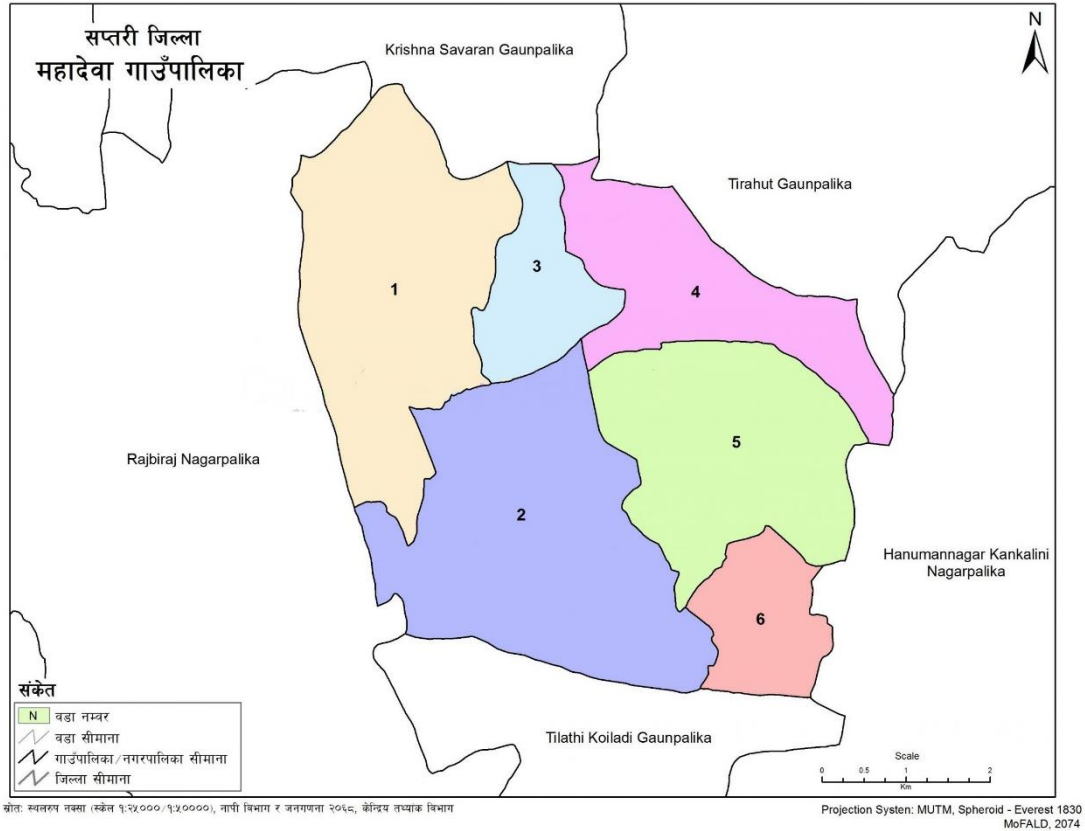 सप्तरी जिल्ला
महादेवा गाउँपालिका
Krishna Savaran Gaunpalika
N
Tirahut Gaunpalika
3
1
4
Rajbiraj Nagarpalika
5
2
Hanumannagar Kankalini
Nagarpalika
6
संकेत
N वडा नम्वर
वडा सीमाना
गाउँपालिका/नगरपालिका सीमाना
जिल्ला सीमाना
Tilathi Koiladi Gaunpalika
Scale
0 0.5 1 2
Km
स्रोतः स्थलरुप नक्सा (स्केल १:२५०००/१:५००००), नापी विभाग र जनगणना २०६८, केन्द्रिय तथ्यांक विभाग
Projection Systen: MUTM, Spheroid - Everest 1830
MoFALD, 2074